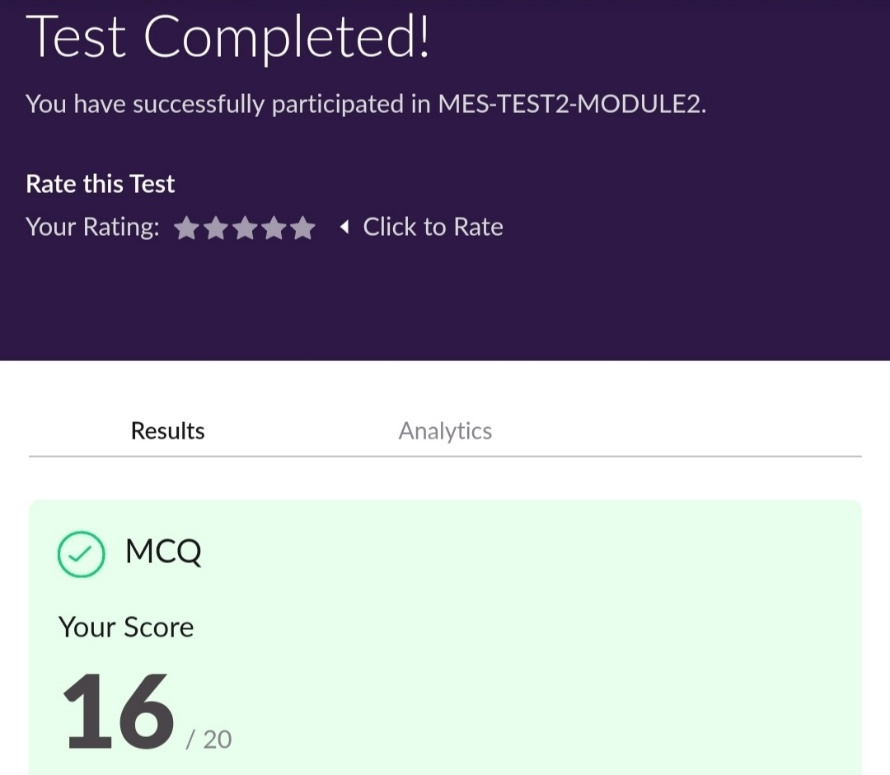 Test Completed!
You have successfully participated in MES-TEST2-MODULE2.
Rate this Test
Your Rating: Click to Rate
Results Analytics
MCQ
Your Score
16 / 20